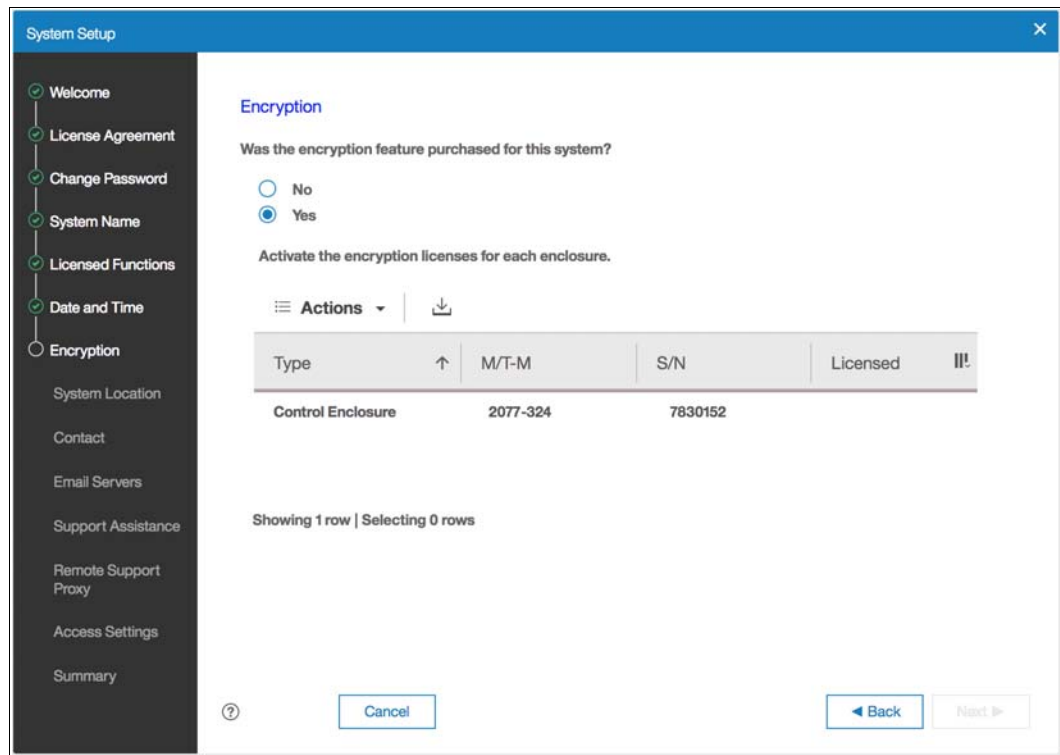 System Setup
Welcome
License Agreement
Change Password
System Name
Licensed Functions
Date and Time
Encryption
System Location
Contact
Email Servers
Support Assistance
Remote Support
Proxy
Access Settings
Summary
Encryption
Was the encryption feature purchased for this system?
No
Yes
Activate the encryption licenses for each enclosure.
Actions
Type M/T-M S/N Licensed
Control Enclosure 2077-324 7830152
Showing 1 row | Selecting 0 rows
? Cancel Back Next